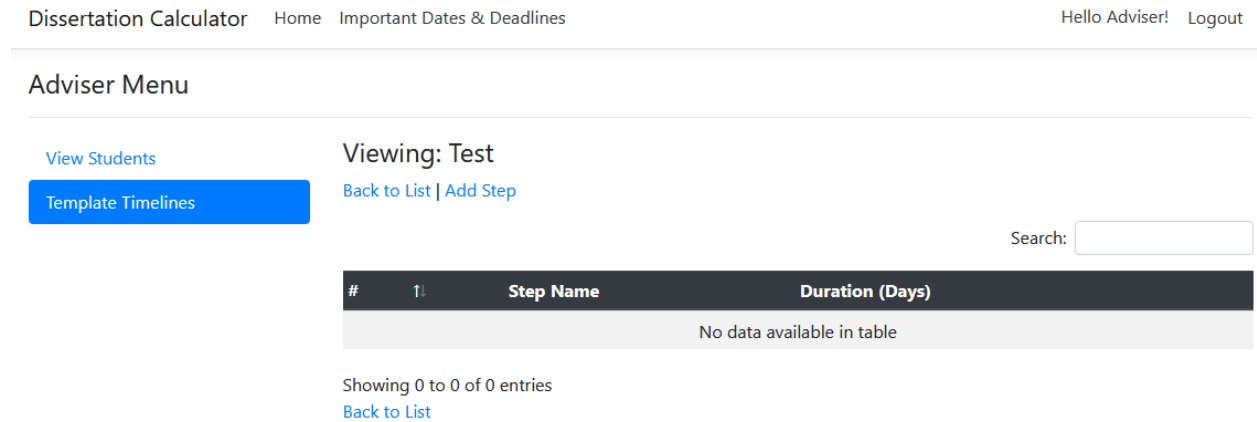 Dissertation Calculator Home Important Dates & Deadlines Hello Adviser! Logout
Adviser Menu
View Students
Template Timelines
Viewing: Test
Back to List | Add Step
Search:
# ↑↓ Step Name Duration (Days)
No data available in table
Showing 0 to 0 of 0 entries
Back to List